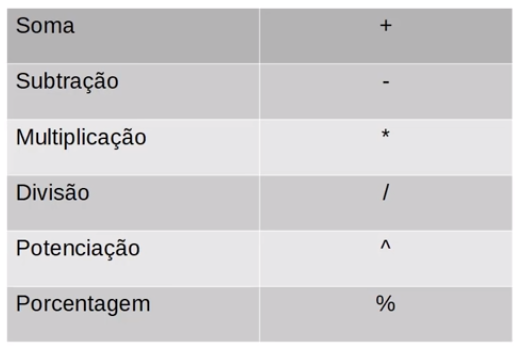 Soma +
Subtração -
Multiplicação *
Divisão /
Potenciação ^
Porcentagem %